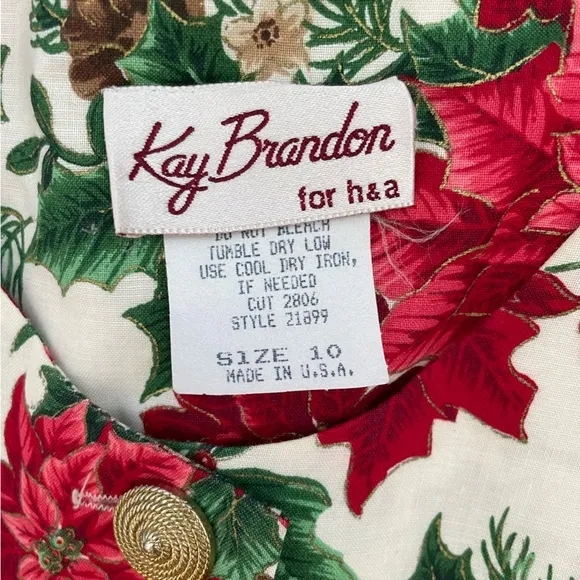 Kay Brandon
for h&a
DO NOT BLEACH
TUMBLE DRY LOW
USE COOL DRY IRON,
IF NEEDED
CUT 2806
STYLE 21899
SIZE 10
MADE IN U.S.A.